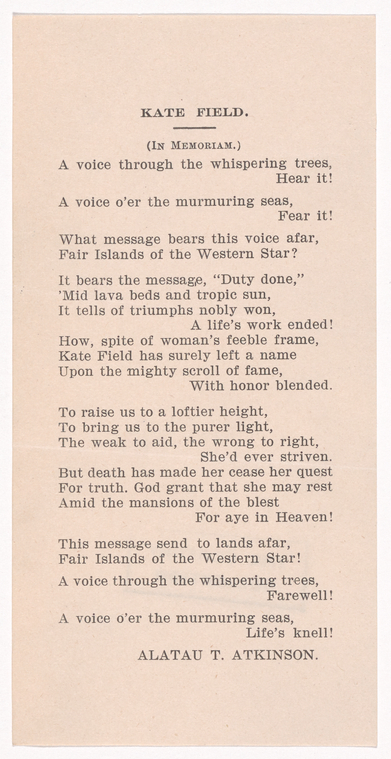 KATE FIELD.
(In Memoriam.)
A voice through the whispering trees,
Hear it!
A voice o'er the murmuring seas,
Fear it!
What message bears this voice afar,
Fair Islands of the Western Star?
It bears the message, “Duty done,”
'Mid lava beds and tropic sun,
It tells of triumphs nobly won,
A life's work ended!
How, spite of woman's feeble frame,
Kate Field has surely left a name
Upon the mighty scroll of fame,
With honor blended.
To raise us to a loftier height,
To bring us to the purer light,
The weak to aid, the wrong to right,
She'd ever striven.
But death has made her cease her quest
For truth. God grant that she may rest
Amid the mansions of the blest
For aye in Heaven!
This message send to lands afar,
Fair Islands of the Western Star!
A voice through the whispering trees,
Farewell!
A voice o'er the murmuring seas,
Life's knell!
ALATAU T. ATKINSON.